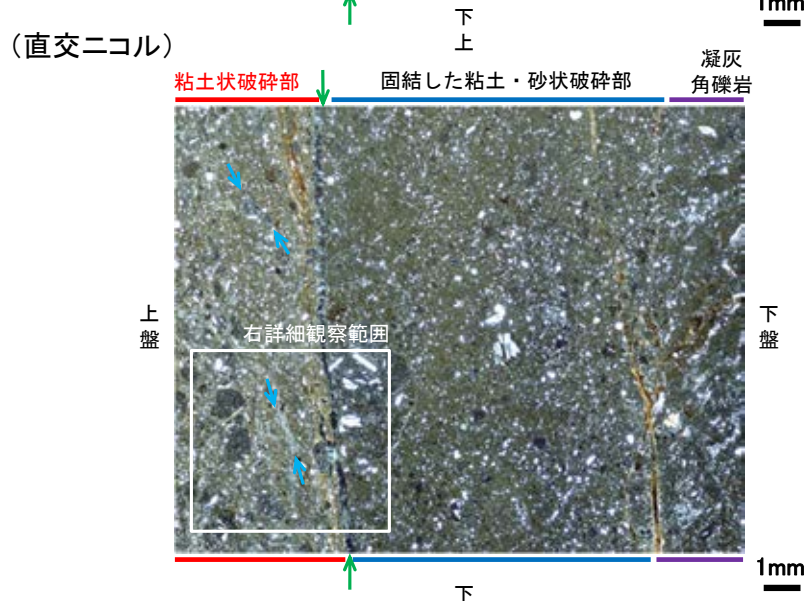 1mm
下
上
(直交ニコル)
粘土状破砕部
固結した粘土・砂状破砕部
凝灰
角礫岩
上
盤
下
盤
右詳細観察範囲
1mm
下